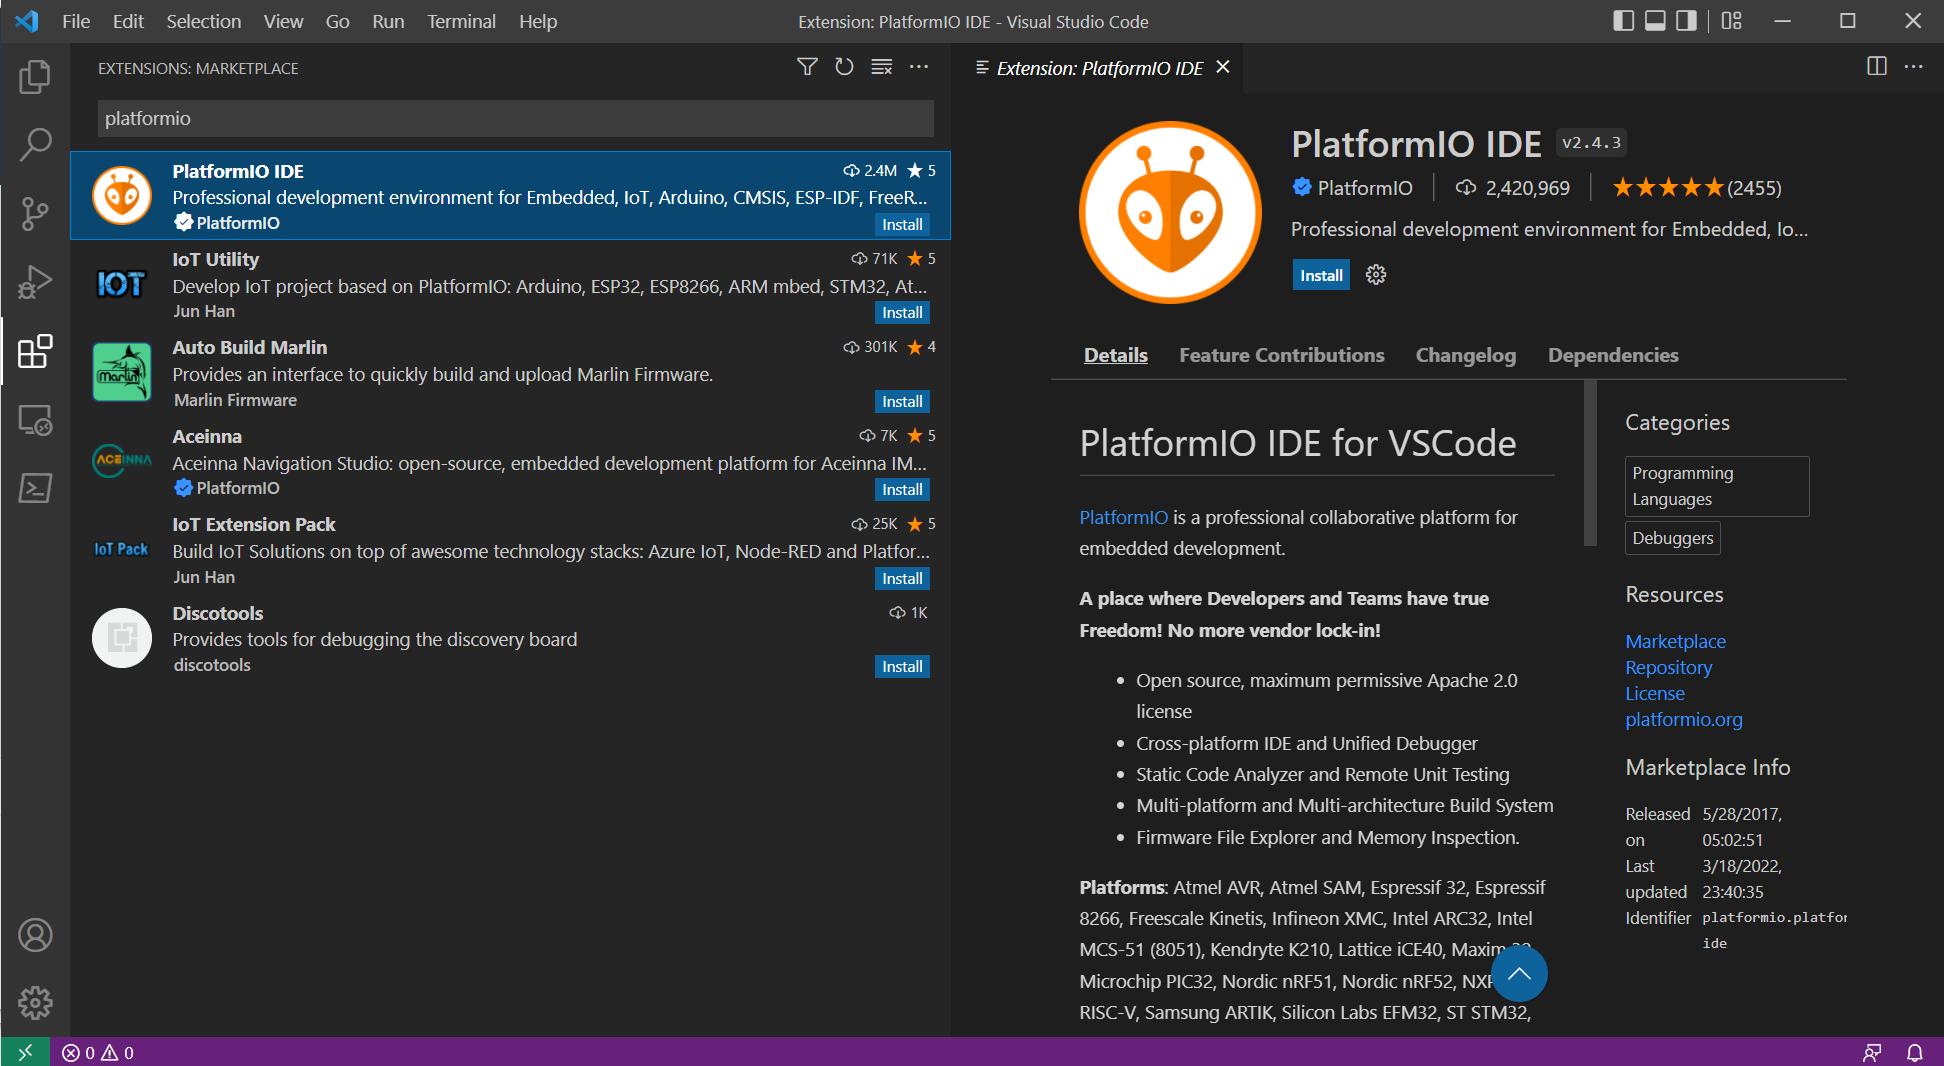 File Edit Selection View Go Run Terminal Help
Extension: PlatformIO IDE - Visual Studio Code
EXTENSIONS: MARKETPLACE
platformio
PlatformIO IDE 2.4M 5
Professional development environment for Embedded, IoT, Arduino, CMSIS, ESP-IDF, FreeR...
PlatformIO Install
IOT
IoT Utility 71K 5
Develop IoT project based on PlatformIO: Arduino, ESP32, ESP8266, ARM mbed, STM32, At...
Jun Han Install
Marlin
Auto Build Marlin 301K 4
Provides an interface to quickly build and upload Marlin Firmware.
Marlin Firmware Install
ACEINNA
Aceinna 7K 5
Aceinna Navigation Studio: open-source, embedded development platform for Aceinna IM...
PlatformIO Install
IoT Pack
IoT Extension Pack 25K 5
Build IoT Solutions on top of awesome technology stacks: Azure IoT, Node-RED and Platfor...
Jun Han Install
Discotools 1K
Provides tools for debugging the discovery board
discotools Install
0 0
Extension: PlatformIO IDE
PlatformIO IDE v2.4.3
PlatformIO 2,420,969 (2455)
Professional development environment for Embedded, Io...
Install
Details Feature Contributions Changelog Dependencies
PlatformIO IDE for VSCode
PlatformIO is a professional collaborative platform for
embedded development.
A place where Developers and Teams have true
Freedom! No more vendor lock-in!
• Open source, maximum permissive Apache 2.0
license
• Cross-platform IDE and Unified Debugger
• Static Code Analyzer and Remote Unit Testing
• Multi-platform and Multi-architecture Build System
• Firmware File Explorer and Memory Inspection.
Platforms: Atmel AVR, Atmel SAM, Espressif 32, Espressif
8266, Freescale Kinetis, Infineon XMC, Intel ARC32, Intel
MCS-51 (8051), Kendryte K210, Lattice iCE40, Maxim
Microchip PIC32, Nordic nRF51, Nordic nRF52, NXP
RISC-V, Samsung ARTIK, Silicon Labs EFM32, ST STM32,
Categories
Programming
Languages
Debuggers
Resources
Marketplace
Repository
License
platformio.org
Marketplace Info
Released 5/28/2017,
on 05:02:51
Last 3/18/2022,
updated 23:40:35
Identifier platformio.platfor
ide